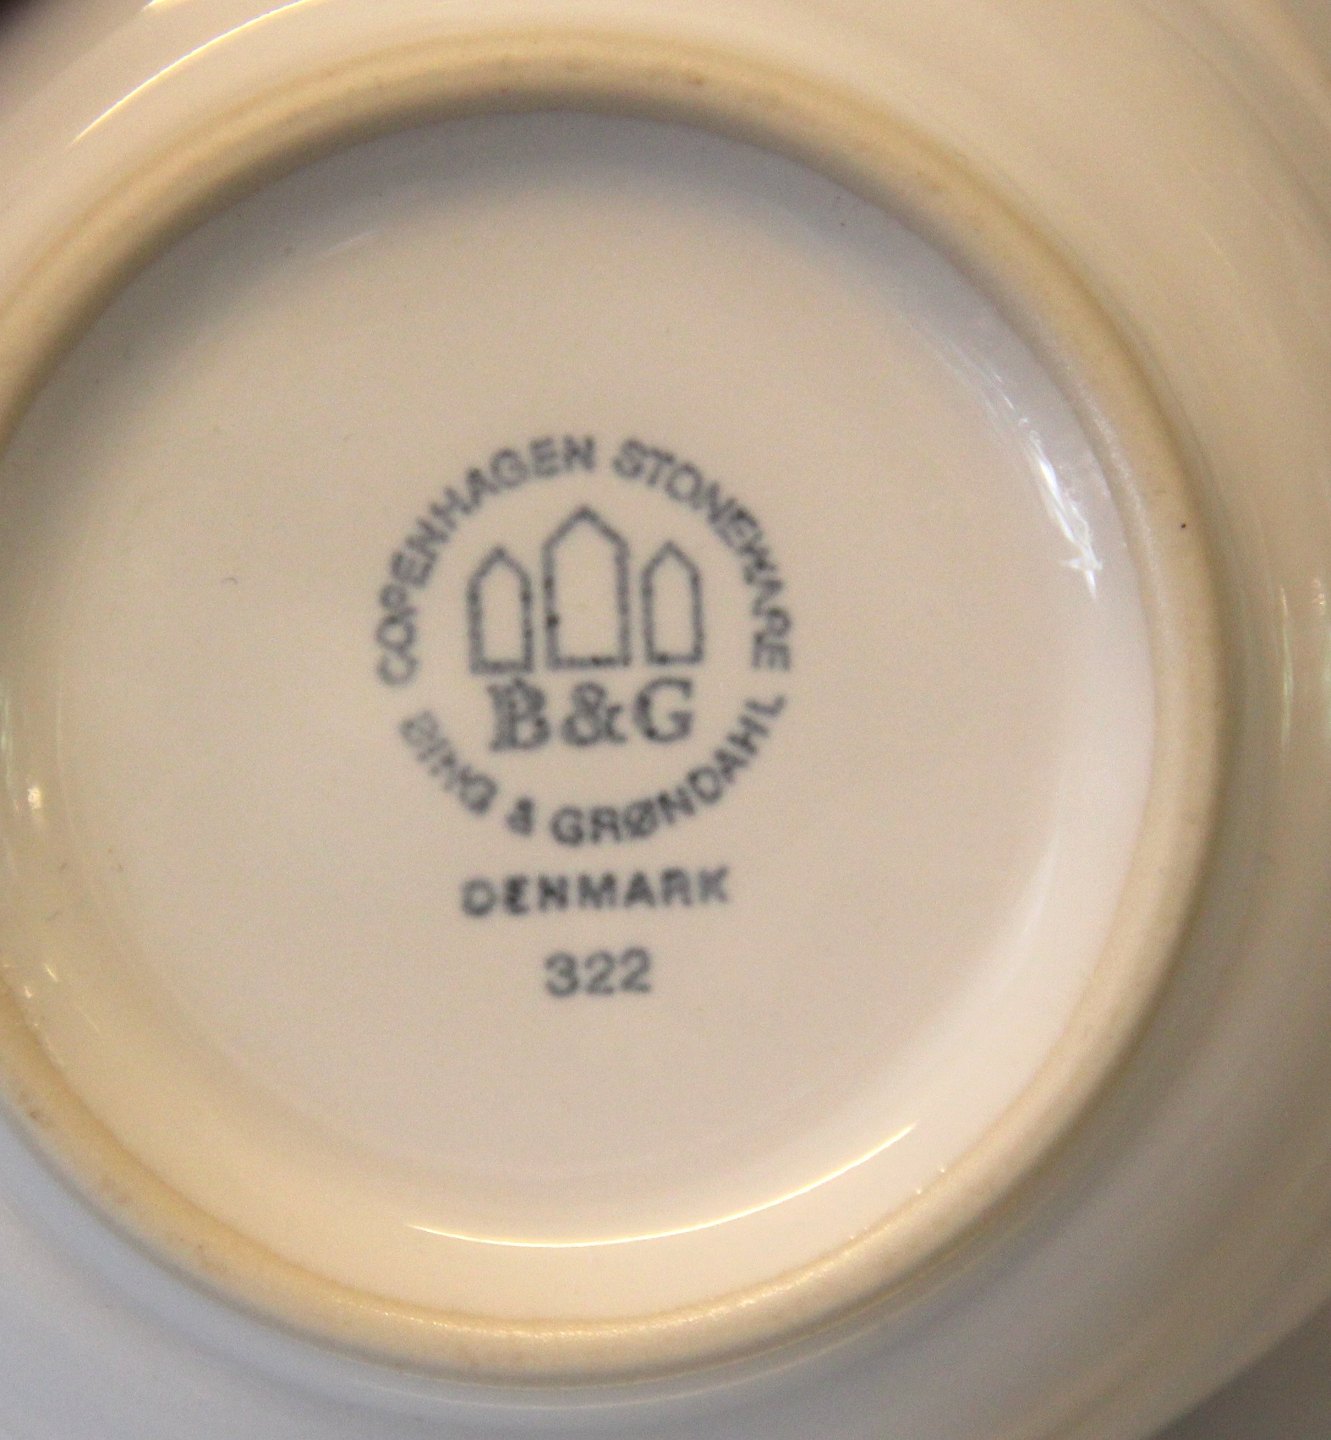 COPENHAGEN STONEWARE
B&G
BING & GRØNDAHL
DENMARK
322